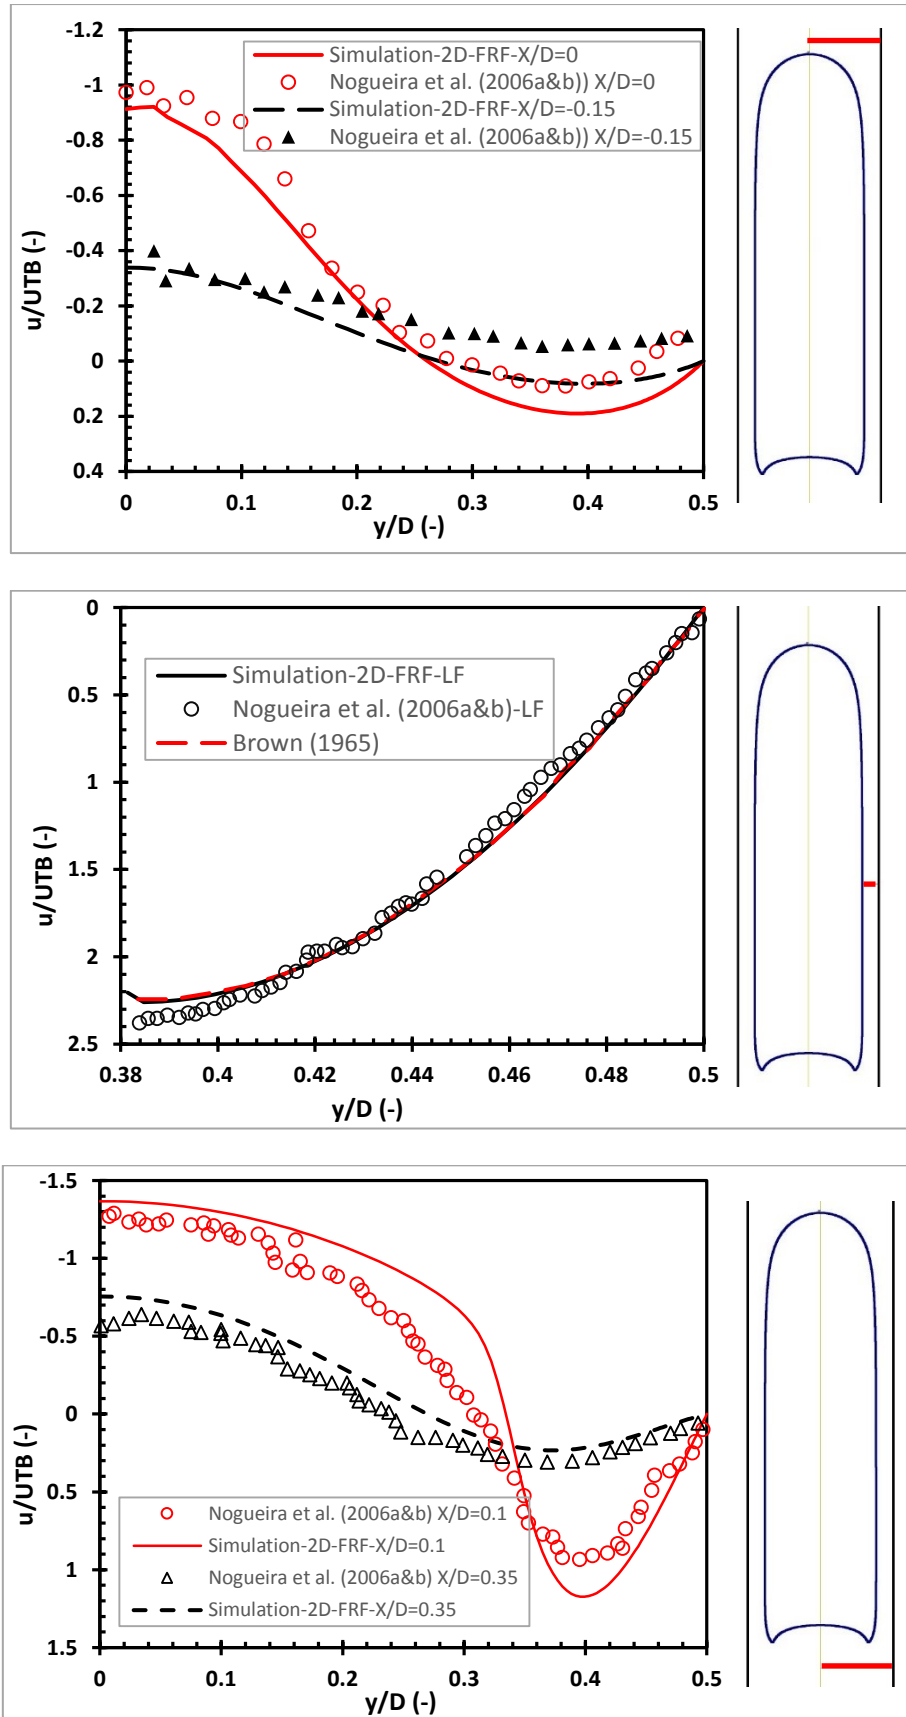 -1.2
-1
-0.8
-0.6
-0.4
-0.2
0
0.2
0.4
Simulation-2D-FRF-X/D=0
Nogueira et al. (2006a&b)) X/D=0
Simulation-2D-FRF-X/D=-0.15
Nogueira et al. (2006a&b)) X/D=-0.15
u/UTB (-)
0 0.1 0.2 0.3 0.4 0.5
y/D (-)
0
0.5
1
1.5
2
2.5
Simulation-2D-FRF-LF
Nogueira et al. (2006a&b)-LF
Brown (1965)
u/UTB (-)
0.38 0.4 0.42 0.44 0.46 0.48 0.5
y/D (-)
-1.5
-1
-0.5
0
0.5
1
1.5
u/UTB (-)
Nogueira et al. (2006a&b) X/D=0.1
Simulation-2D-FRF-X/D=0.1
Nogueira et al. (2006a&b) X/D=0.35
Simulation-2D-FRF-X/D=0.35
0 0.1 0.2 0.3 0.4 0.5
y/D (-)